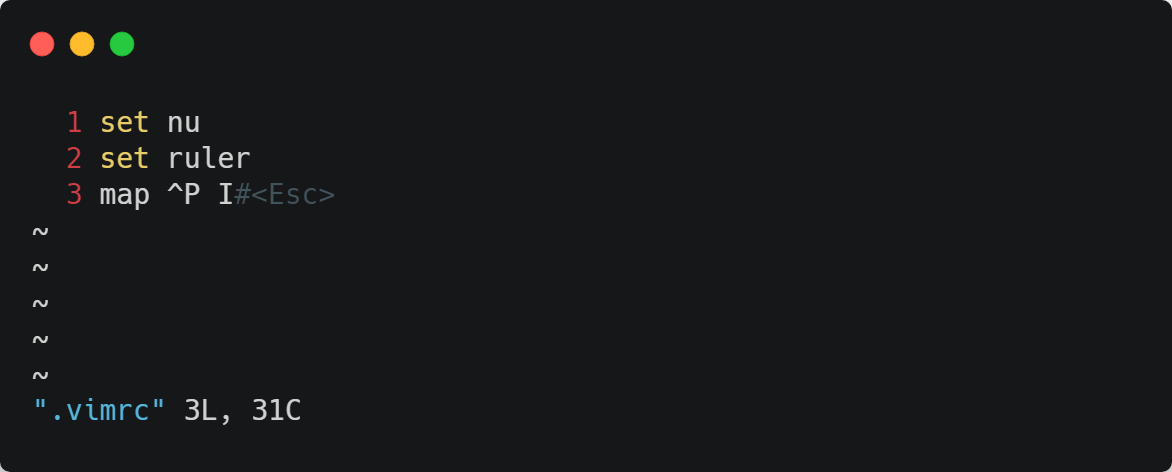 1 set nu
2 set ruler
3 map ^P I#<Esc>
~
~
~
~
~
".vimrc" 3L, 31C